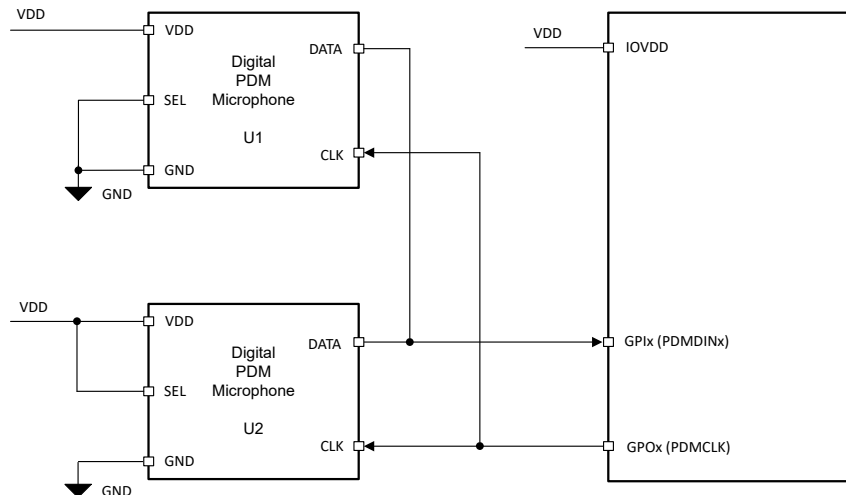 VDD
VDD
DATA
Digital
PDM
Microphone
U1
SEL
CLK
GND
GND
VDD
IOVDD
VDD
VDD
DATA
Digital
PDM
Microphone
U2
SEL
CLK
GND
GND
GPIx (PDMDINx)
GPOx (PDMCLK)